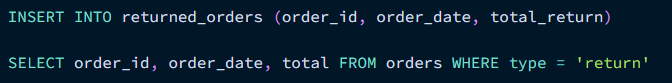 INSERT INTO returned_orders (order_id, order_date, total_return)
SELECT order_id, order_date, total FROM orders WHERE type = 'return'